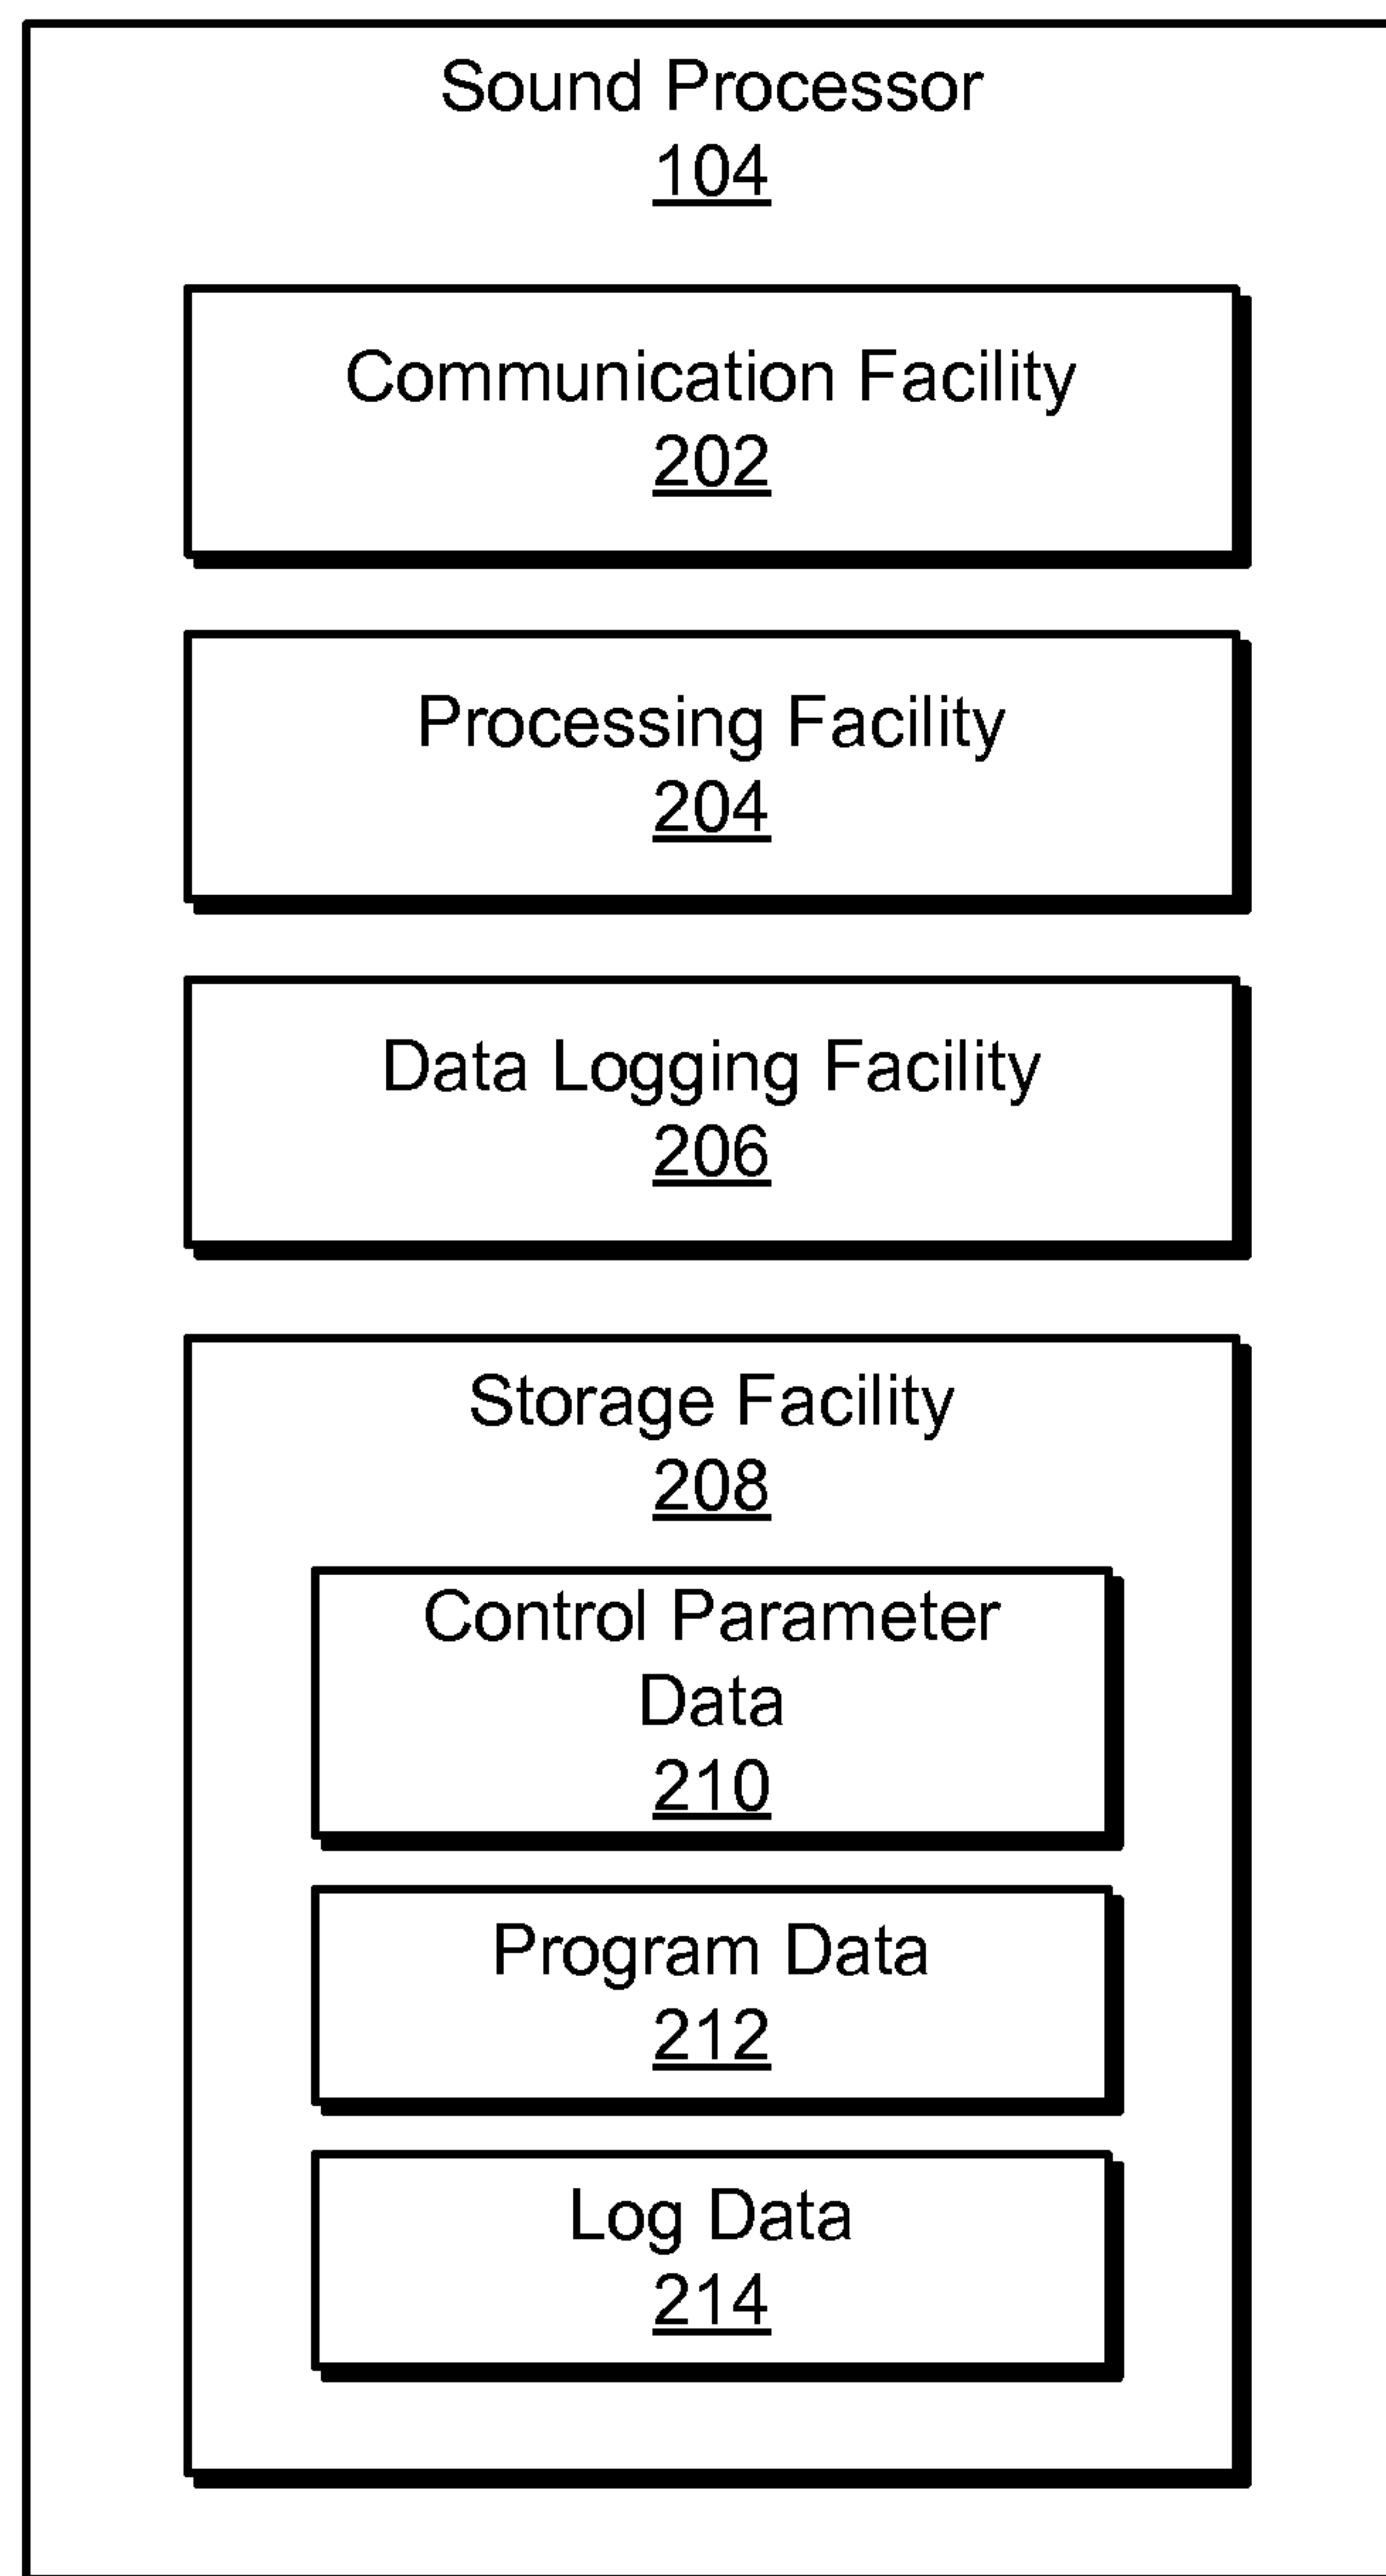 Sound Processor
104
Communication Facility
202
Processing Facility
204
Data Logging Facility
206
Storage Facility
208
Control Parameter
Data
210
Program Data
212
Log Data
214